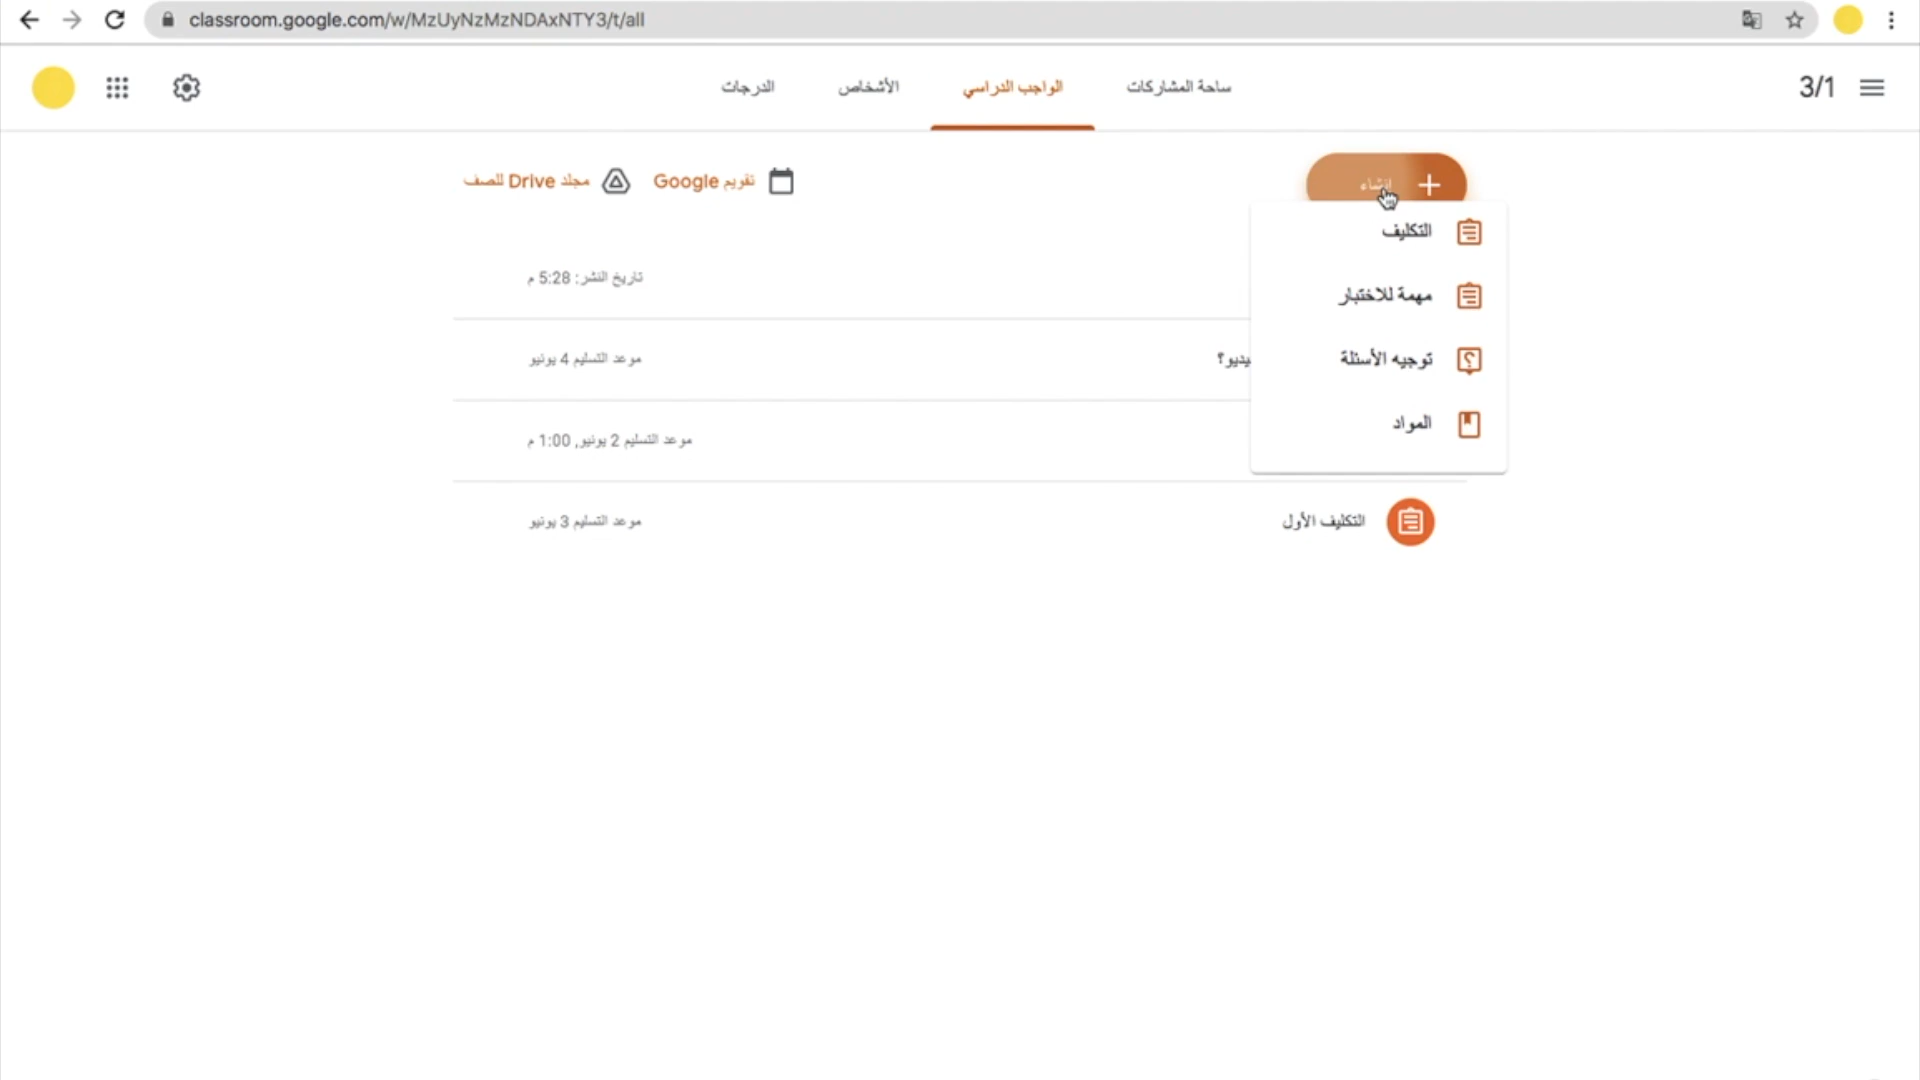 classroom.google.com/w/MzUyNzMzNDAxNTY3/t/all
3/1
ساحة المشاركات
الواجب الدراسي
الأشخاص
الدرجات
إنشاء
تقويم Google
مجلد Drive للصف
التكليف
مهمة للاختبار
توجيه الأسئلة
المواد
تاريخ النشر: 5:28 م
موعد التسليم 4 يونيو
موعد التسليم 2 يونيو, 1:00 م
التكليف الأول
موعد التسليم 3 يونيو